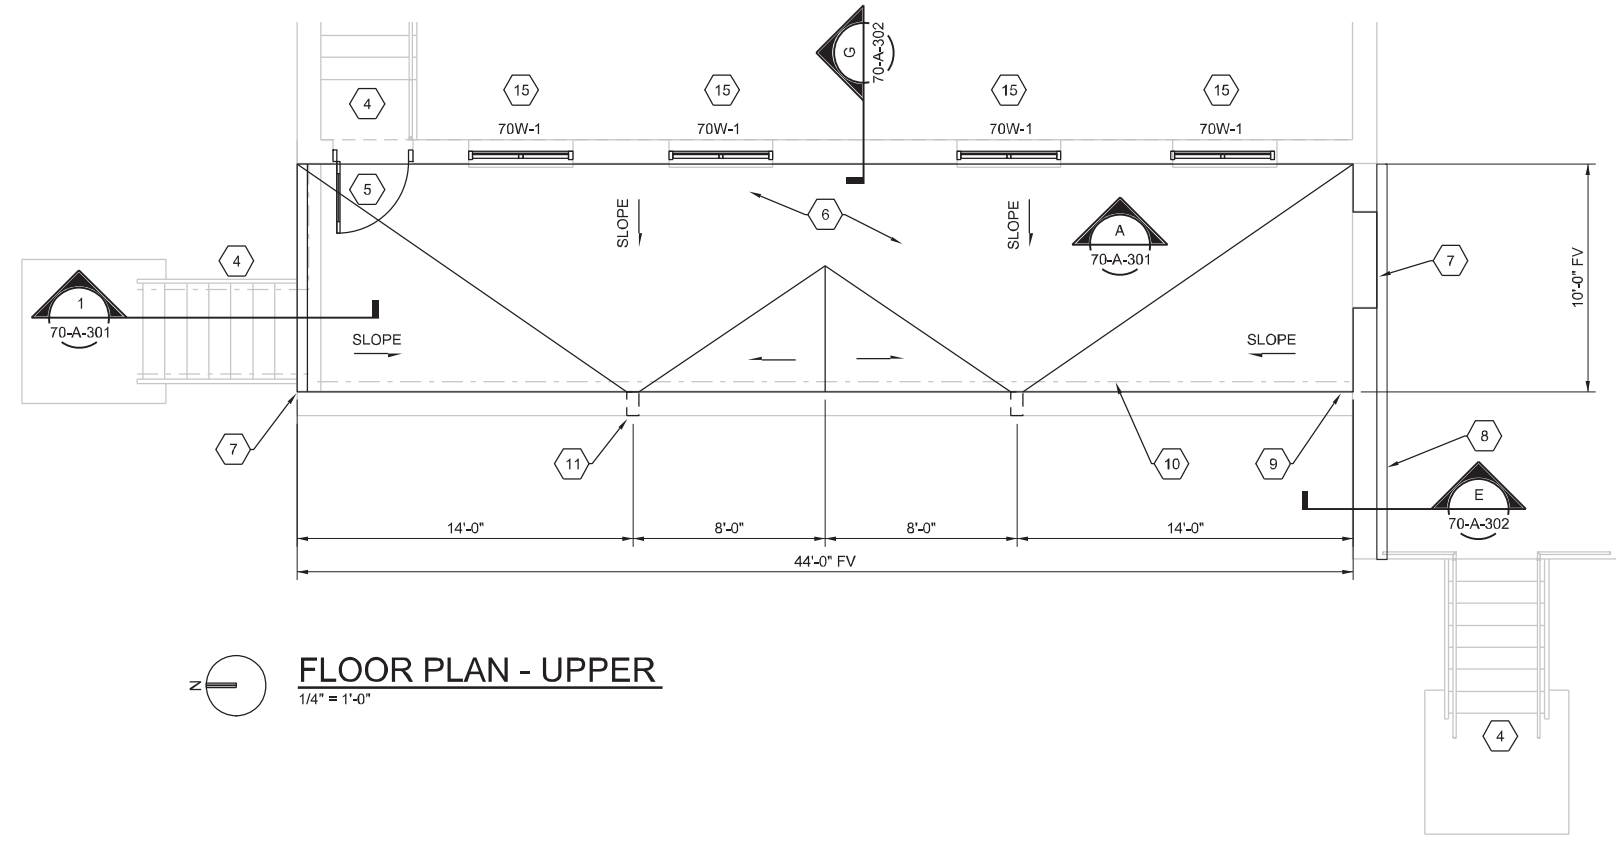 G
70-A-302
4
15
15
15
15
70W-1
70W-1
70W-1
70W-1
5
6
SLOPE
SLOPE
A
70-A-301
4
7
10'-0" FV
1
70-A-301
SLOPE
SLOPE
7
11
10
9
8
E
70-A-302
14'-0"
8'-0"
8'-0"
14'-0"
44'-0" FV
N
FLOOR PLAN - UPPER
1/4" = 1'-0"
4